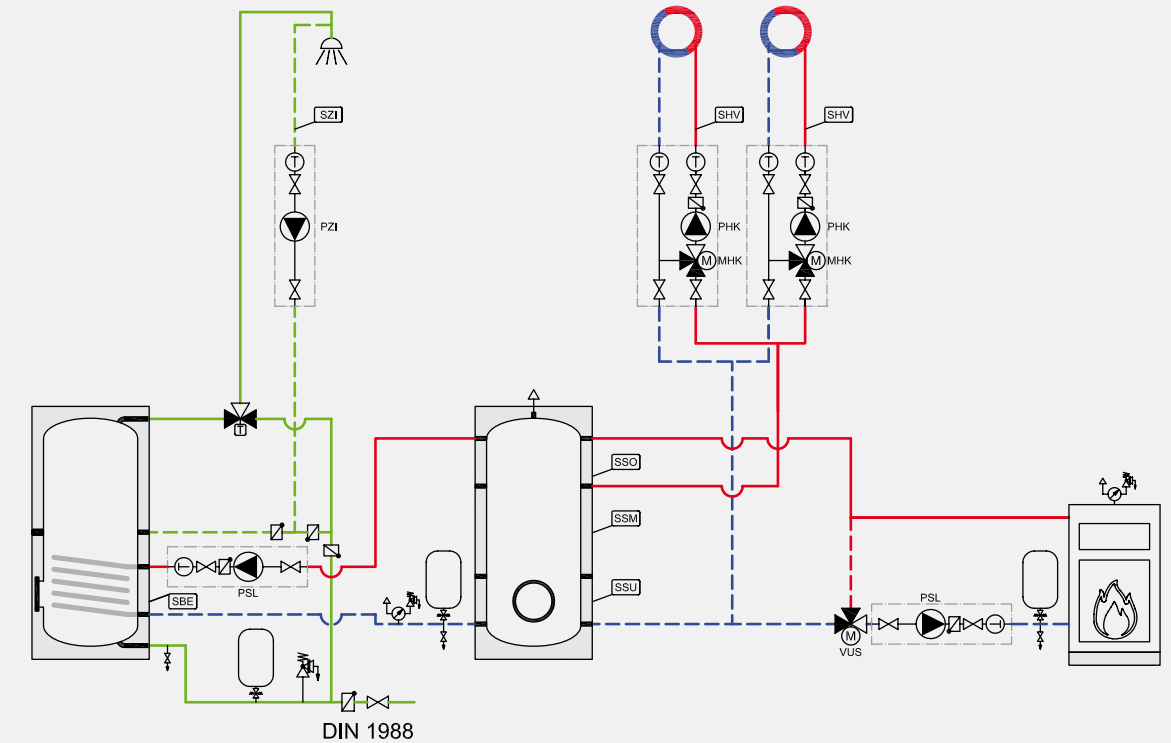 SZI
SHV
SHV
T
T
T
T
T
PZI
PHK
PHK
M
MHK
M
MHK
T
SSO
SSM
T
PSL
SBE
SSU
PSL
T
M
VUS
DIN 1988